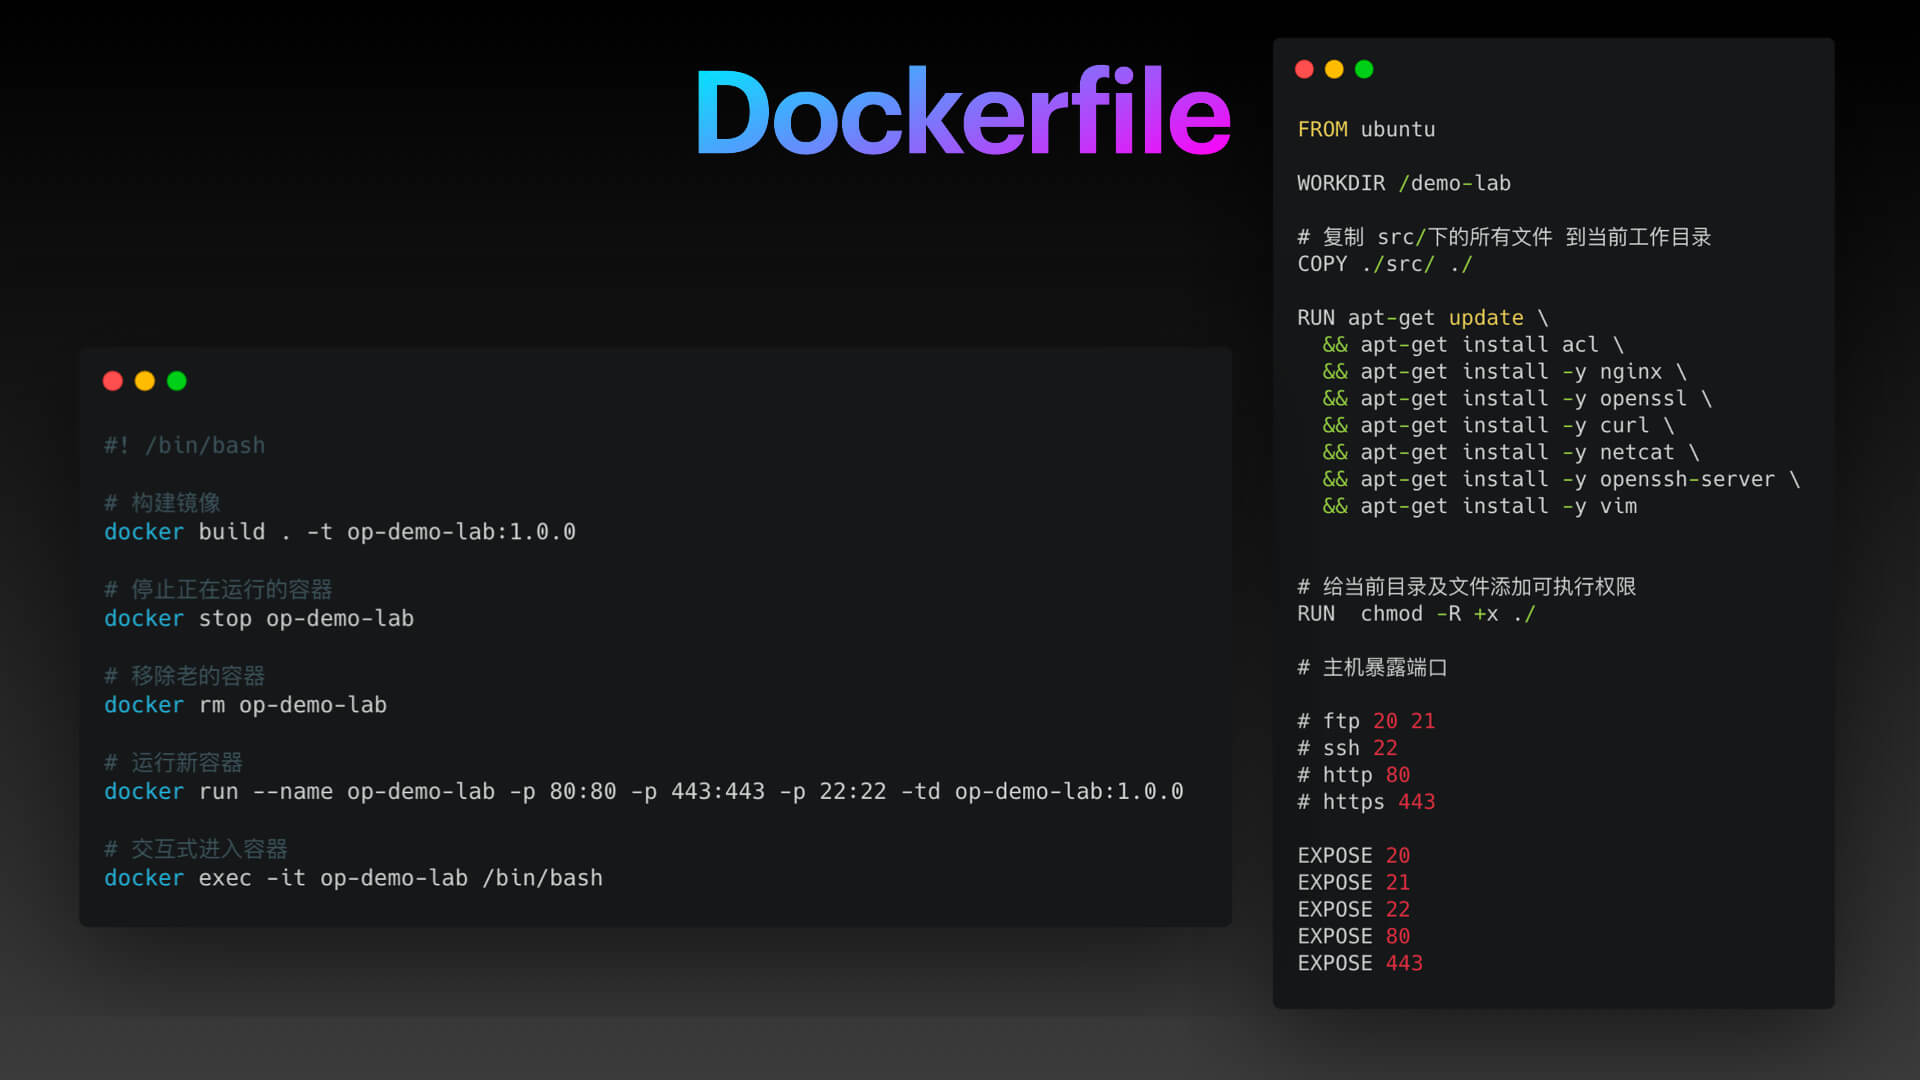 Dockerfile
#! /bin/bash
# 构建镜像
docker build . -t op-demo-lab:1.0.0
# 停止正在运行的容器
docker stop op-demo-lab
# 移除老的容器
docker rm op-demo-lab
# 运行新容器
docker run --name op-demo-lab -p 80:80 -p 443:443 -p 22:22 -td op-demo-lab:1.0.0
# 交互式进入容器
docker exec -it op-demo-lab /bin/bash
FROM ubuntu
WORKDIR /demo-lab
# 复制 src/下的所有文件 到当前工作目录
COPY ./src/ ./
RUN apt-get update \
&& apt-get install acl \
&& apt-get install -y nginx \
&& apt-get install -y openssl \
&& apt-get install -y curl \
&& apt-get install -y netcat \
&& apt-get install -y openssh-server \
&& apt-get install -y vim
# 给当前目录及文件添加可执行权限
RUN  chmod -R +x ./
# 主机暴露端口
# ftp 20 21
# ssh 22
# http 80
# https 443
EXPOSE 20
EXPOSE 21
EXPOSE 22
EXPOSE 80
EXPOSE 443